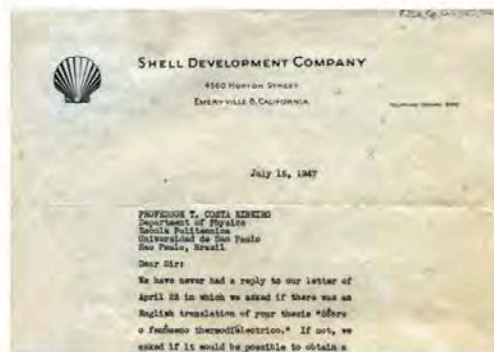 SHELL DEVELOPMENT COMPANY
4560 HORTON STREET
EMERYVILLE 8, CALIFORNIA
July 15, 1947
PROFESSOR T. COSTA RIBEIRO
Department of Physics
Escola Politecnica
Universidad de Sao Paulo
Sao Paulo, Brazil
Dear Sir:
We have never had a reply to our letter of
April 25 in which we asked if there was an
English translation of your thesis "Sôbre
o fenômeno thermodielectrico." If not, we
asked if it would be possible to obtain a